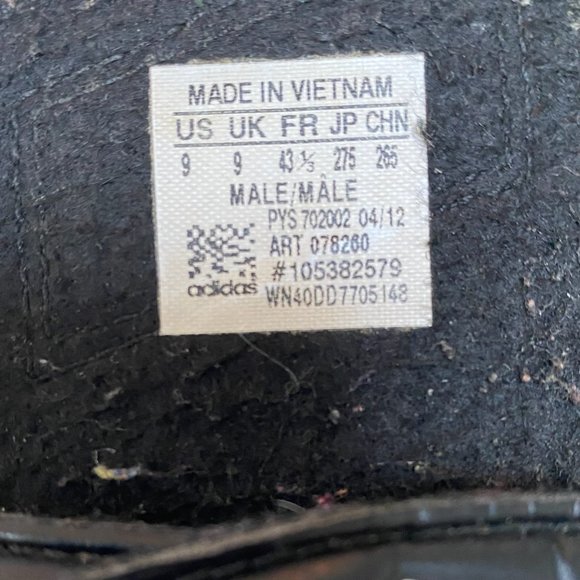 MADE IN VIETNAM
US UK FR JP CHN
9 9 43 ⅓ 275 265
MALE/MÂLE
PYS 702002 04/12
ART 078260
#105382579
adidas WN40DD7705148